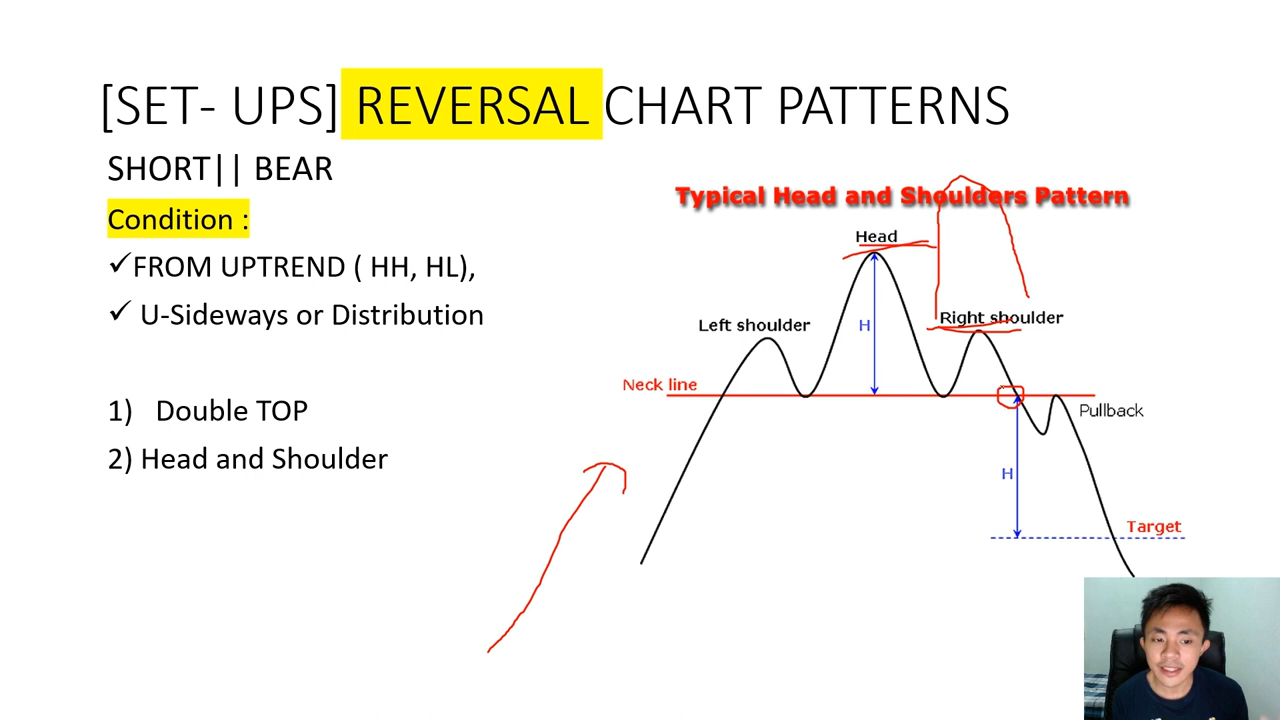 [SET- UPS] REVERSAL CHART PATTERNS
SHORT|| BEAR
Condition :
✓FROM UPTREND ( HH, HL),
✓ U-Sideways or Distribution
1) Double TOP
2) Head and Shoulder
Typical Head and Shoulders Pattern
Head
Left shoulder
H
Right shoulder
Neck line
Pullback
H
Target